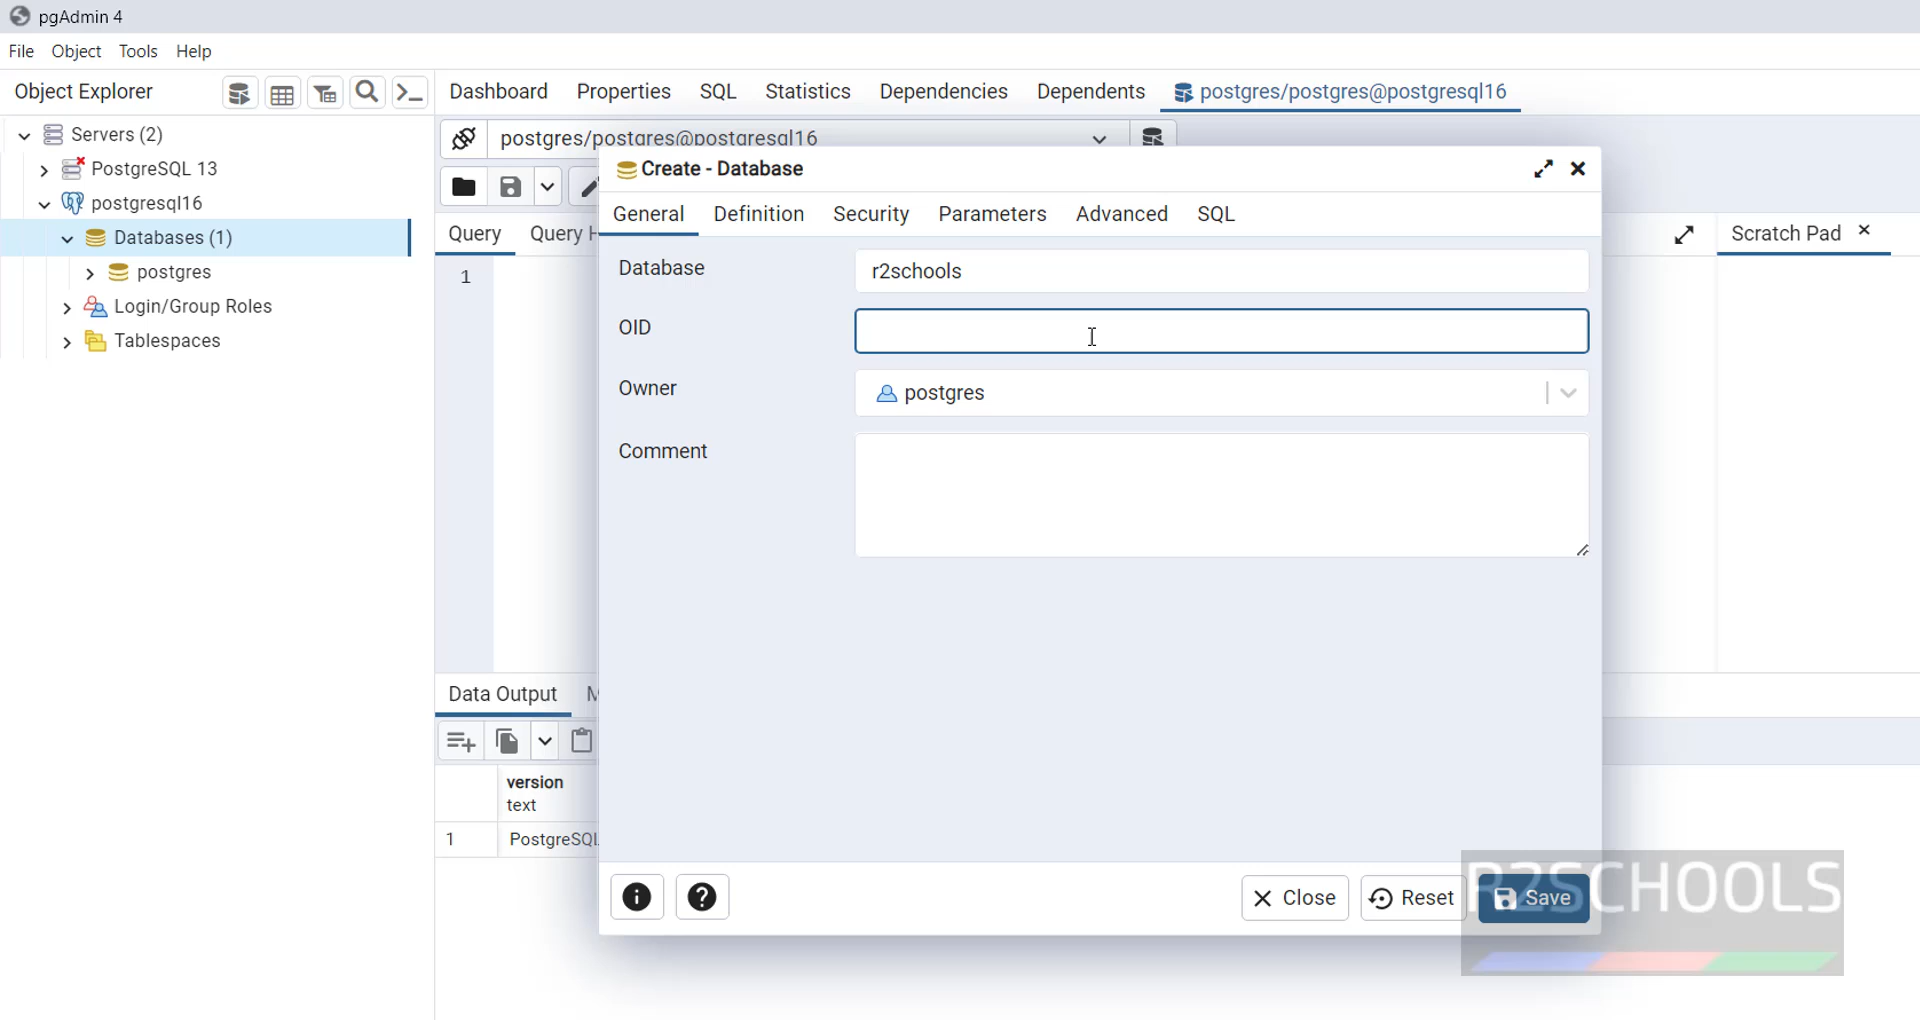 pgAdmin 4
File Object Tools Help
Object Explorer
Dashboard Properties SQL Statistics Dependencies Dependents postgres/postgres@postgresql16
Servers (2)
PostgreSQL 13
postgresql16
Databases (1)
postgres
Login/Group Roles
Tablespaces
postgres/postgres@postgresql16
Query Query H
Scratch Pad
1
Create - Database
General Definition Security Parameters Advanced SQL
Database r2schools
OID
Owner postgres
Comment
Close Reset Save
Data Output M
version
text
1 PostgreSQL
R2SCHOOLS